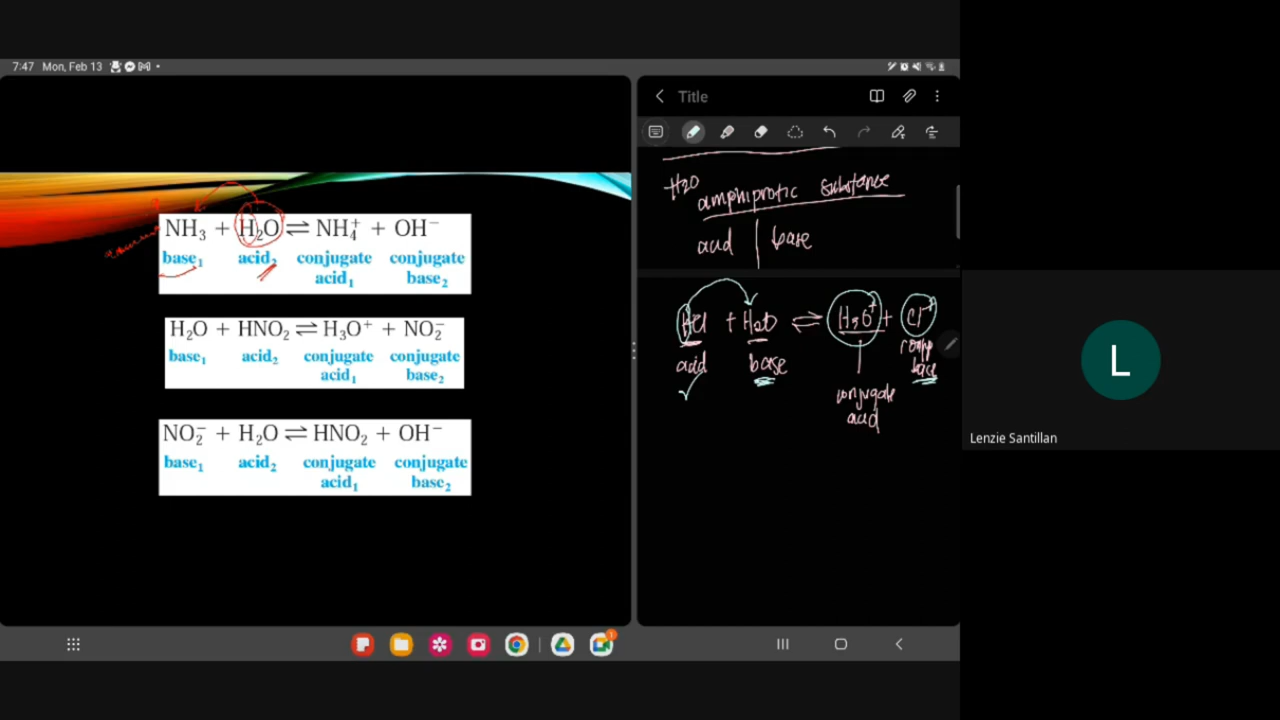 7:47 Mon, Feb 13
NH₃ + H₂O ⇌ NH₄⁺ + OH⁻
base₁ acid₂ conjugate acid₁ conjugate base₂
H₂O + HNO₂ ⇌ H₃O⁺ + NO₂⁻
base₁ acid₂ conjugate acid₁ conjugate base₂
NO₂⁻ + H₂O ⇌ HNO₂ + OH⁻
base₁ acid₂ conjugate acid₁ conjugate base₂
Title
H2O
amphiprotic substance
acid | base
HCl + H2O ⇌ H3O⁺ + Cl
acid base
base
conjugate
acid
L
Lenzie Santillan